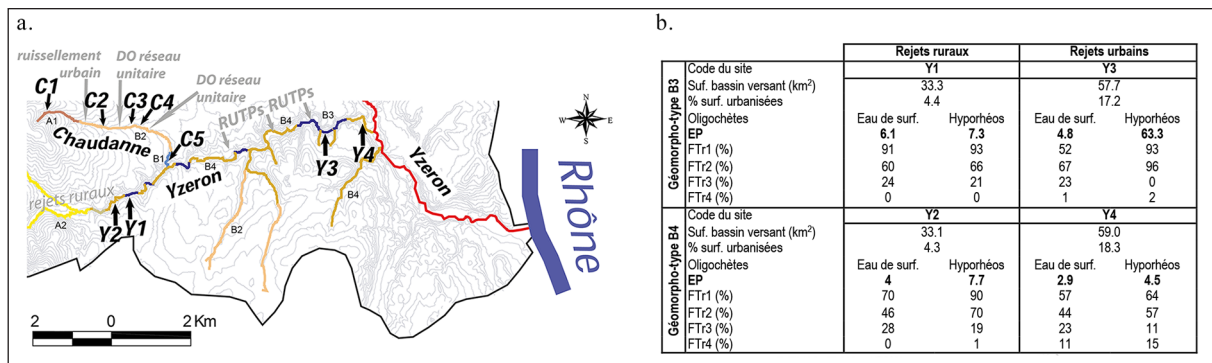 a.
ruissellement
urbain
DO réseau
unitaire
DO réseau
unitaire
C1
C2
C3
C4
C5
A1
B2
B1
Chaudanne
RUTPs
RUTPs
B4
B3
B4
Y3
Y4
Yzeron
Yzeron
rejets ruraux
A2
Y2
Y1
B2
B4
N
W
E
S
Rhône
2 0 2 Km
b.
Rejets ruraux Rejets urbains
Géomorpho-type B3
Code du site Y1 Y3
Suf. bassin versant (km²) 33.3 57.7
% surf. urbanisées 4.4 17.2
Oligochètes Eau de surf. Hyporhéos Eau de surf. Hyporhéos
EP 6.1 7.3 4.8 63.3
FTr1 (%) 91 93 52 93
FTr2 (%) 60 66 67 96
FTr3 (%) 24 21 23 0
FTr4 (%) 0 0 1 2
Géomorpho-type B4
Code du site Y2 Y4
Suf. bassin versant (km²) 33.1 59.0
% surf. urbanisées 4.3 18.3
Oligochètes Eau de surf. Hyporhéos Eau de surf. Hyporhéos
EP 4 7.7 2.9 4.5
FTr1 (%) 70 90 57 64
FTr2 (%) 46 70 44 57
FTr3 (%) 28 19 23 11
FTr4 (%) 0 1 11 15